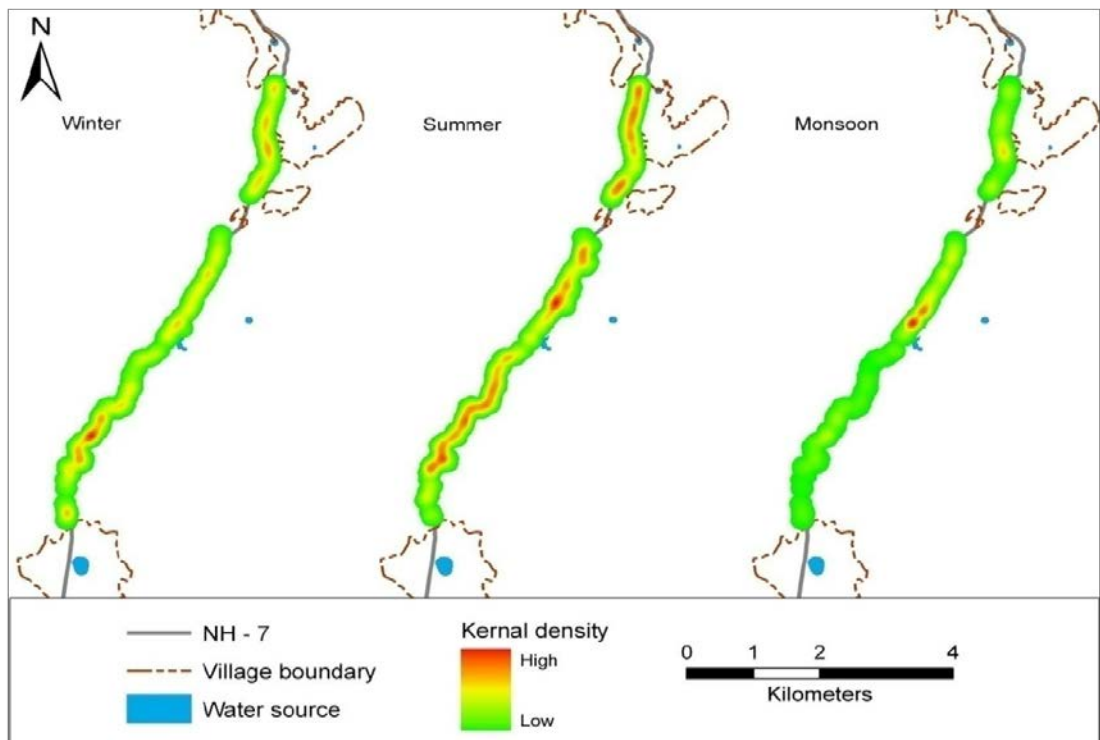 N
Winter
Summer
Monsoon
NH - 7
Village boundary
Water source
Kernal density
High
Low
0 1 2 4
Kilometers